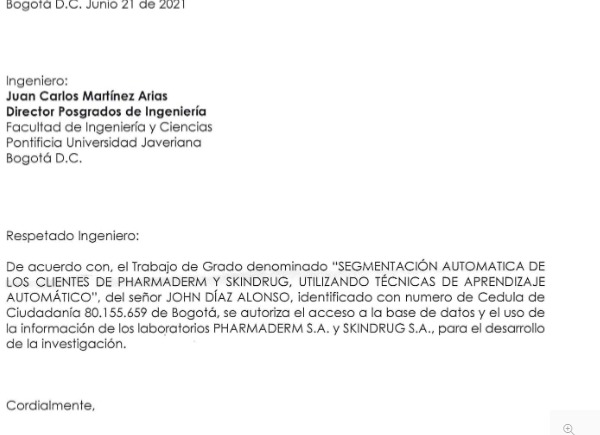 Bogotá D.C. Junio 21 de 2021
Ingeniero:
Juan Carlos Martínez Arias
Director Posgrados de Ingeniería
Facultad de Ingeniería y Ciencias
Pontificia Universidad Javeriana
Bogotá D.C.
Respetado Ingeniero:
De acuerdo con, el Trabajo de Grado denominado "SEGMENTACIÓN AUTOMATICA DE
LOS CLIENTES DE PHARMADERM Y SKINDRUG, UTILIZANDO TÉCNICAS DE APRENDIZAJE
AUTOMÁTICO", del señor JOHN DÍAZ ALONSO, identificado con numero de Cedula de
Ciudadanía 80.155.659 de Bogotá, se autoriza el acceso a la base de datos y el uso de
la información de los laboratorios PHARMADERM S.A. y SKINDRUG S.A., para el desarrollo
de la investigación.
Cordialmente,